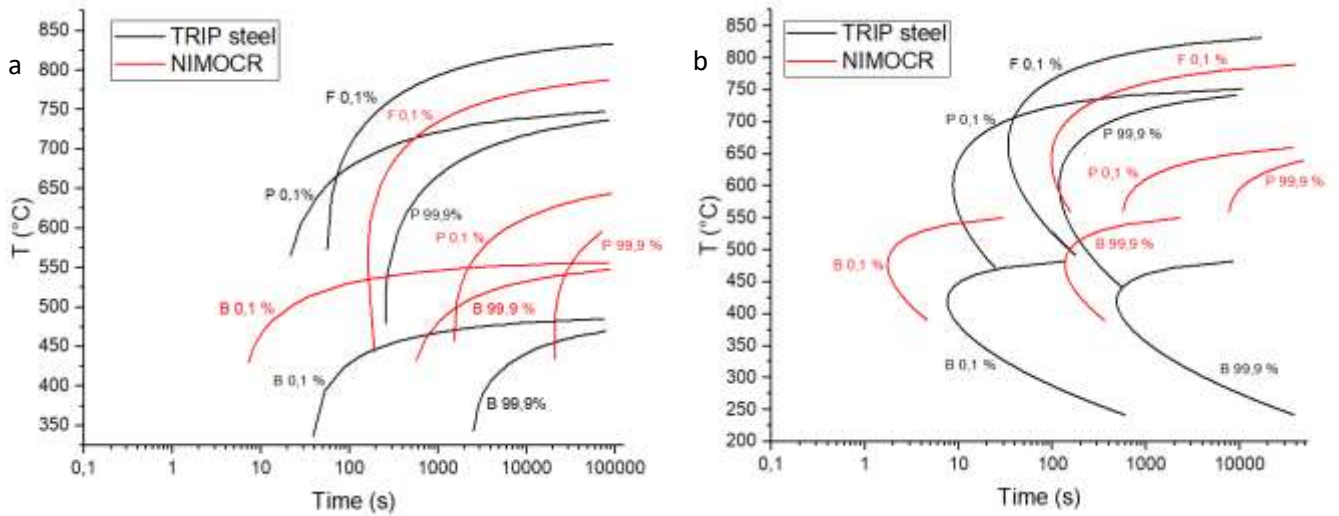 a
TRIP steel
NIMOCR
850
800
750
700
650
600
550
500
450
400
350
T (°C)
F 0,1%
F 0,1%
P 0,1%
P 99,9%
P 0,1 %
P 99,9 %
B 0,1 %
B 99,9 %
B 0,1 %
B 99,9%
0,1
1
10
100
1000
10000
100000
Time (s)
b
TRIP steel
NIMOCR
850
800
750
700
650
600
550
500
450
400
350
300
250
200
T (°C)
F 0,1 %
F 0,1 %
P 0,1 %
P 99,9 %
P 0,1 %
P 99,9 %
B 0,1 %
B 99,9 %
B 0,1 %
B 99,9 %
0,1
1
10
100
1000
10000
Time (s)